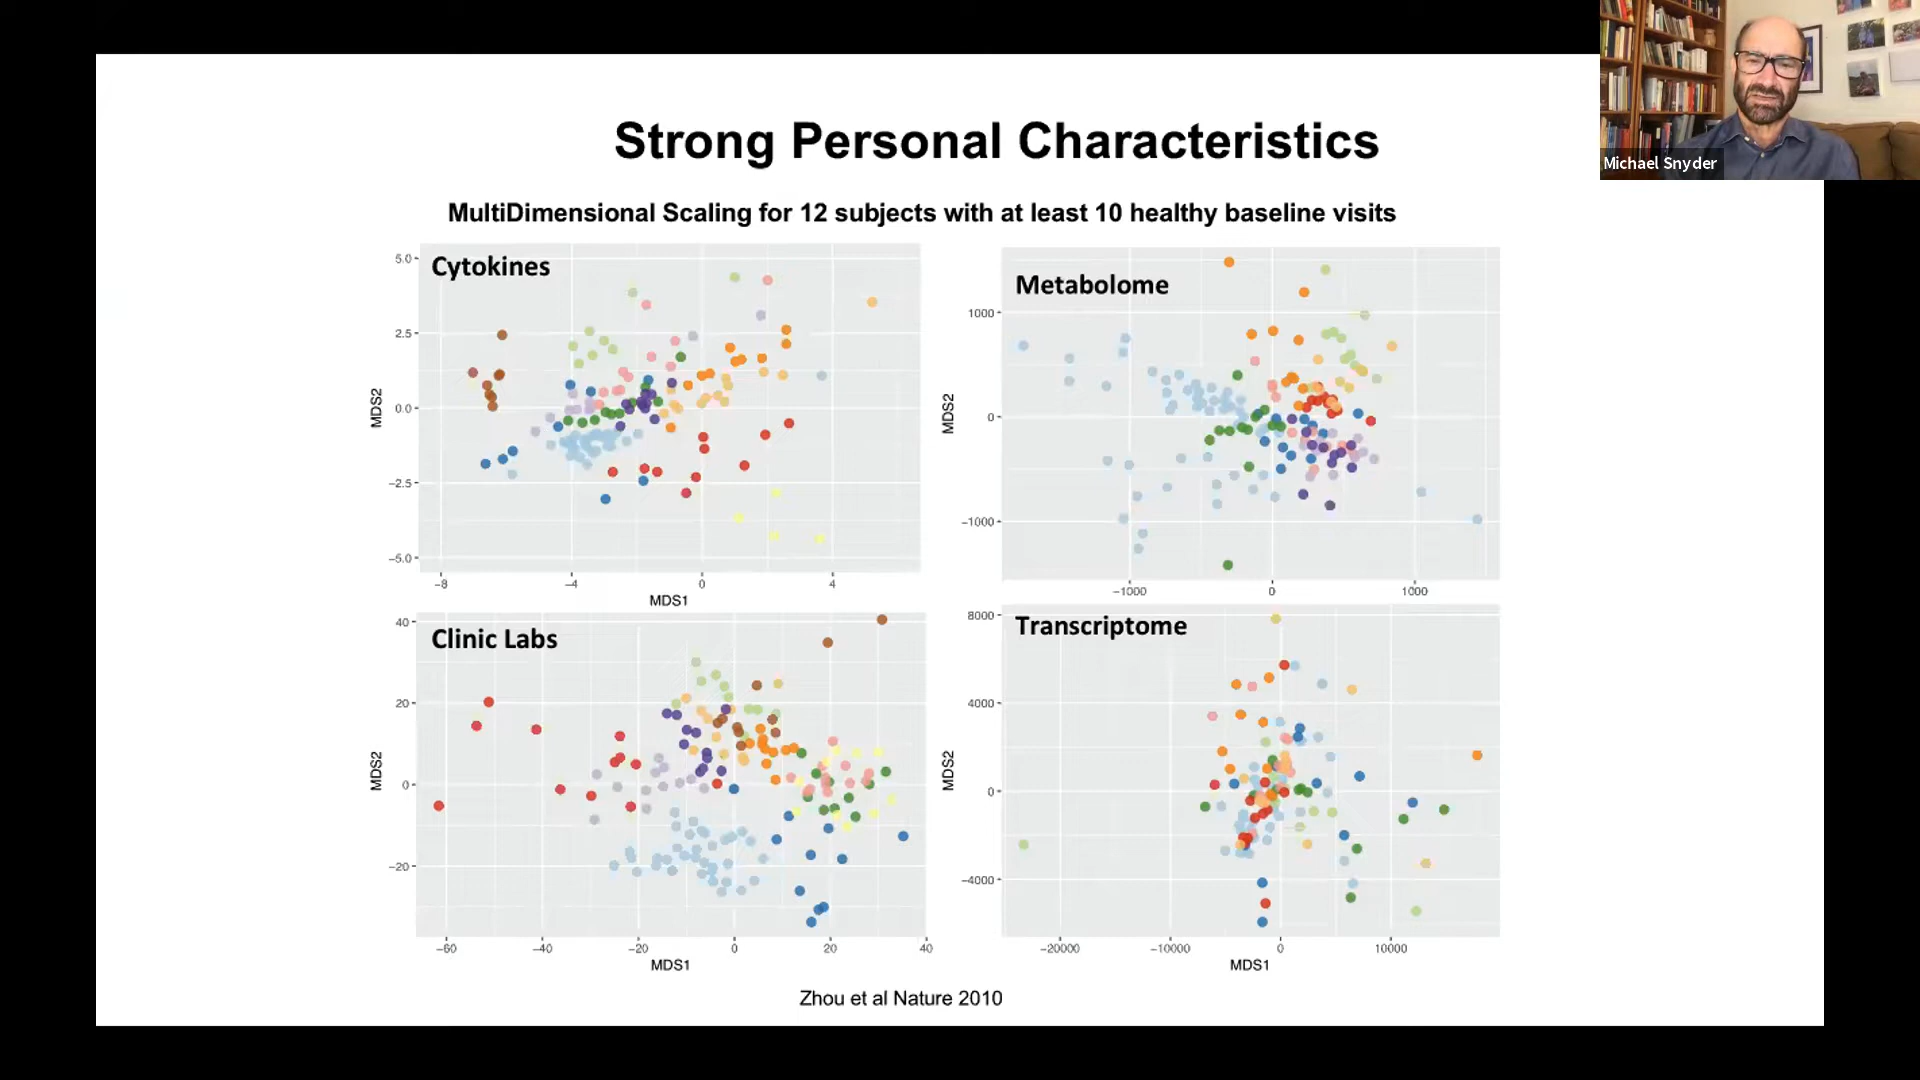 Michael Snyder
Strong Personal Characteristics
MultiDimensional Scaling for 12 subjects with at least 10 healthy baseline visits
Cytokines
5.0
2.5
0.0
−2.5
−5.0
MDS2
−8
−4
0
4
MDS1
Metabolome
1000
0
−1000
MDS2
−1000
0
1000
Clinic Labs
40
20
0
−20
MDS2
−60
−40
−20
0
20
40
MDS1
Transcriptome
8000
4000
0
−4000
MDS2
−20000
−10000
0
10000
MDS1
Zhou et al Nature 2010